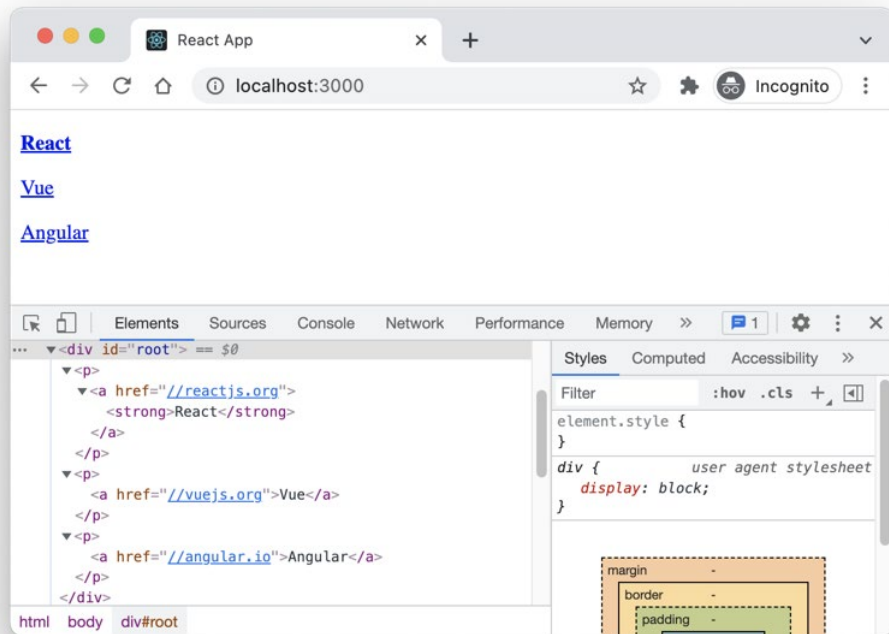 React App
localhost:3000
Incognito
React
Vue
Angular
Elements Sources Console Network Performance Memory » 1
... ▼<div id="root"> == $0
▼<p>
▼<a href="//reactjs.org">
<strong>React</strong>
</a>
</p>
▼<p>
<a href="//vuejs.org">Vue</a>
</p>
▼<p>
<a href="//angular.io">Angular</a>
</p>
</div>
html body div#root
Styles Computed Accessibility »
Filter :hov .cls +
element.style {
}
div { user agent stylesheet
display: block;
}
margin -
border -
padding -